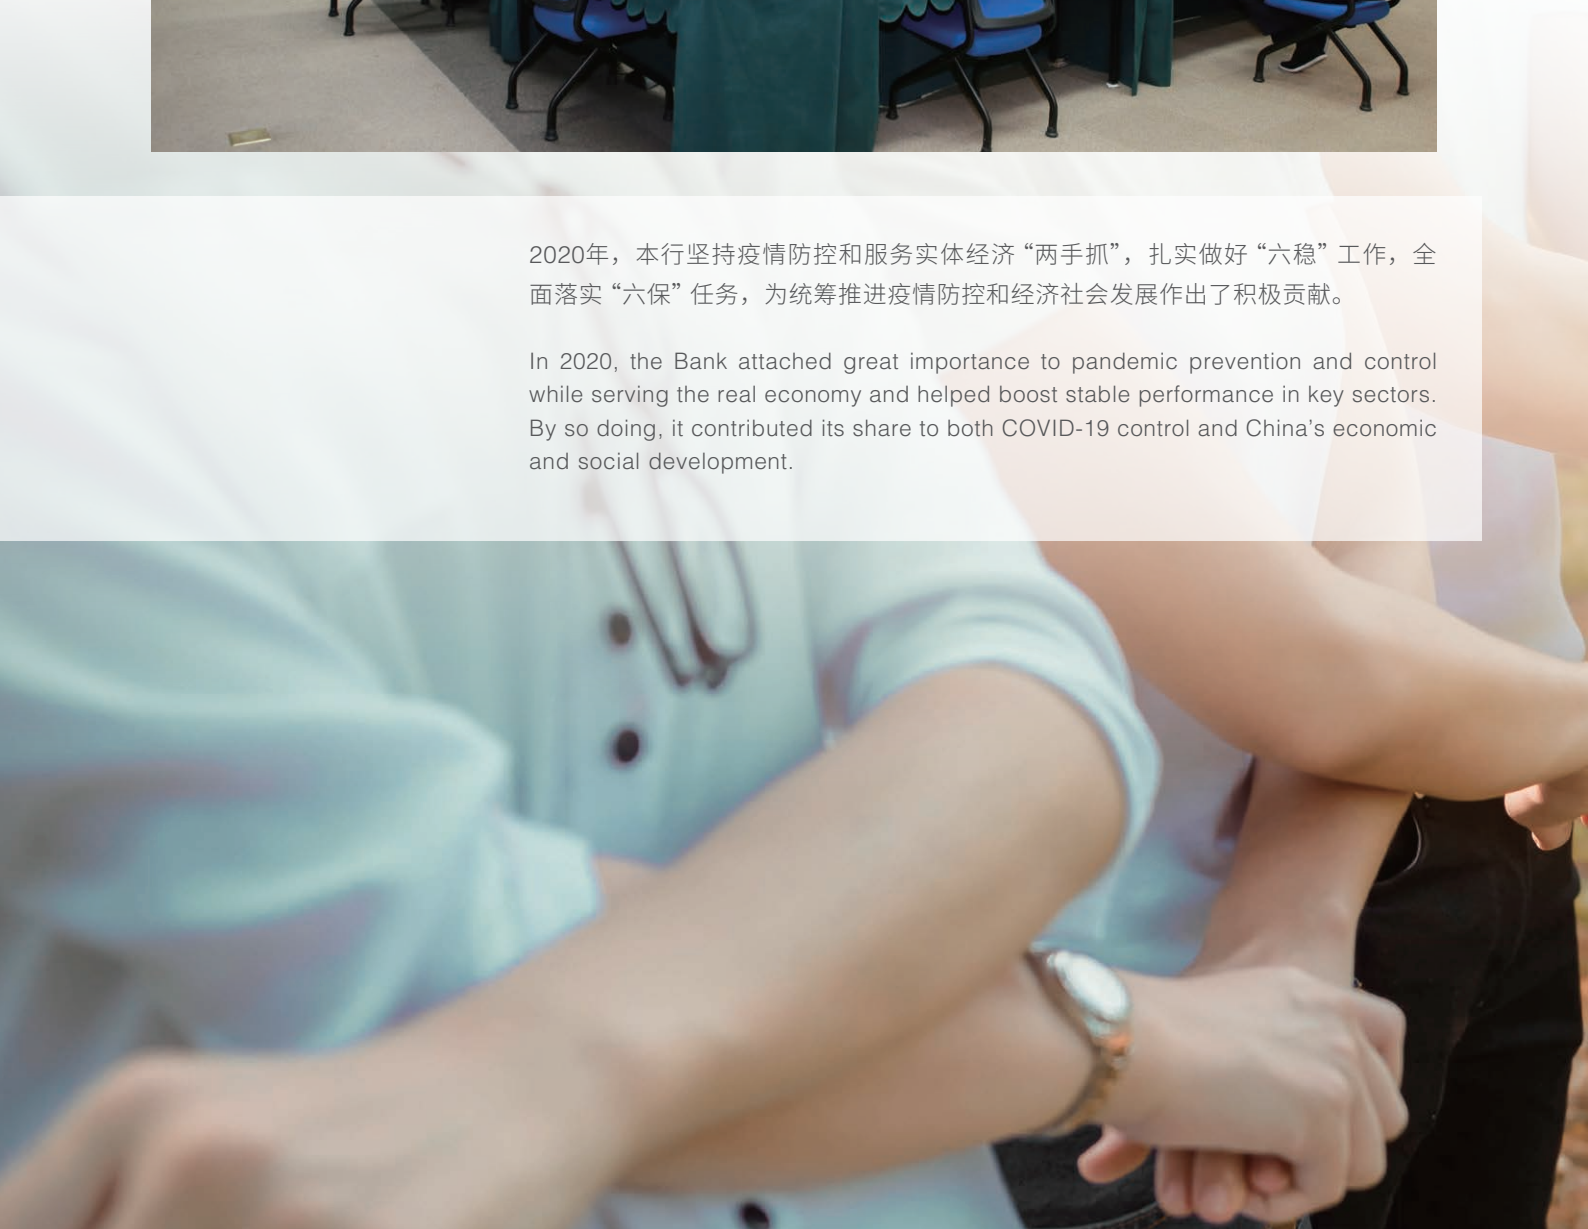 2020年，本行坚持疫情防控和服务实体经济“两手抓”，扎实做好“六稳”工作，全
面落实“六保”任务，为统筹推进疫情防控和经济社会发展作出了积极贡献。
In 2020, the Bank attached great importance to pandemic prevention and control
while serving the real economy and helped boost stable performance in key sectors.
By so doing, it contributed its share to both COVID-19 control and China's economic
and social development.